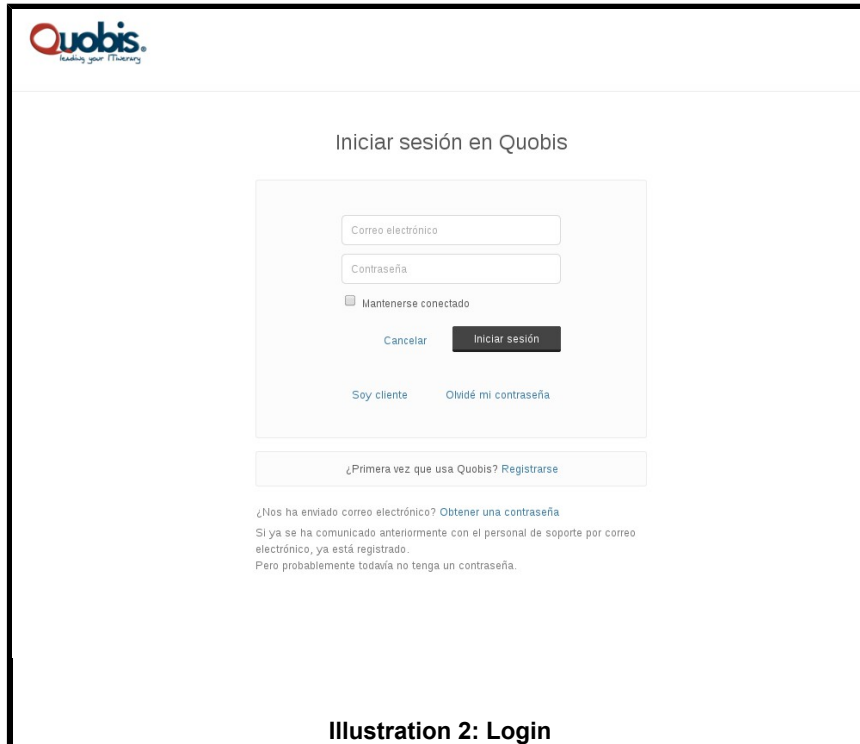 Quobis.
leading your ITinerary
Iniciar sesión en Quobis
Correo electrónico
Contraseña
Mantenerse conectado
Cancelar
Iniciar sesión
Soy cliente
Olvidé mi contraseña
¿Primera vez que usa Quobis? Registrarse
¿Nos ha enviado correo electrónico? Obtener una contraseña
Si ya se ha comunicado anteriormente con el personal de soporte por correo
electrónico, ya está registrado.
Pero probablemente todavía no tenga un contraseña.
Illustration 2: Login